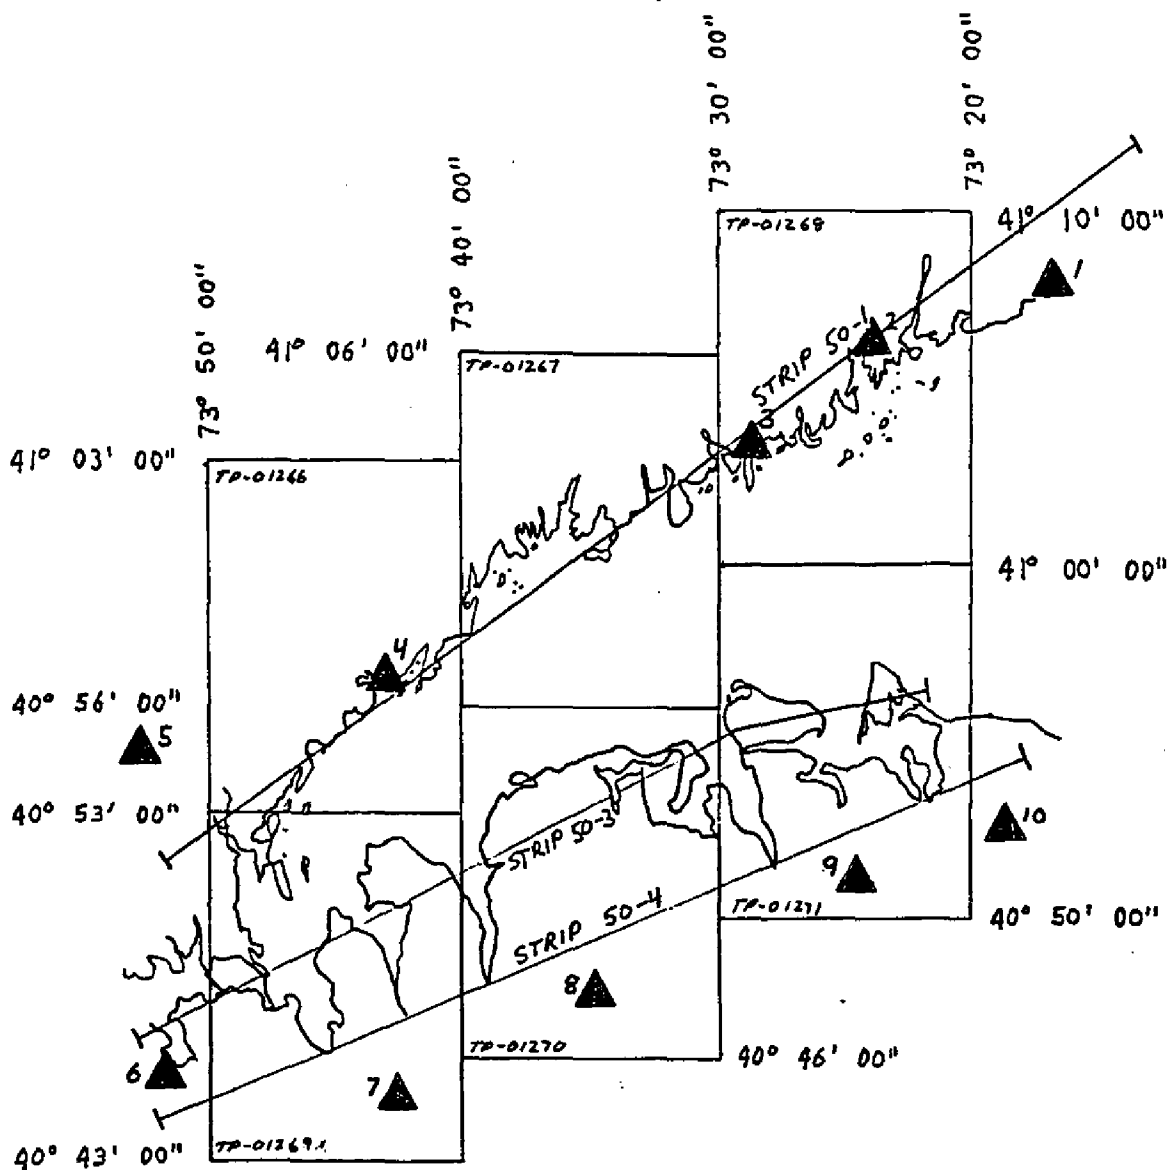 73° 30' 00"
73° 20' 00"
73° 40' 00"
73° 50' 00"
TP-01268
41° 10' 00"
1
41° 06' 00"
TP-01267
STRIP 50-1
2
3
41° 03' 00"
TP-01266
41° 00' 00"
4
40° 56' 00"
5
40° 53' 00"
STRIP 50-3
10
9
TP-01271
40° 50' 00"
STRIP 50-4
8
TP-01270
40° 46' 00"
6
7
TP-01269
40° 43' 00"